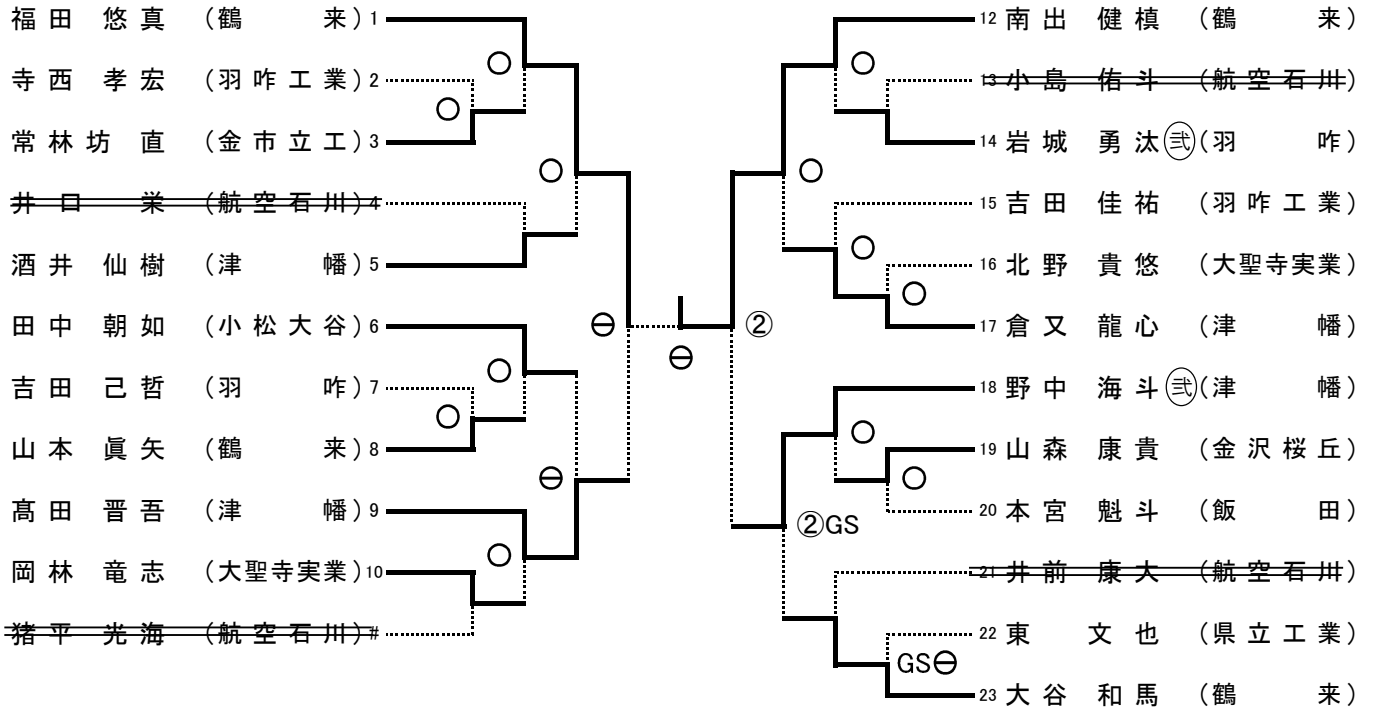 福田 悠真 (鶴 来) 1
寺西 孝宏 (羽咋工業) 2
常林坊 直 (金市立工) 3
井口 栄 (航空石川) 4
酒井 仙樹 (津 幡) 5
田中 朝如 (小松大谷) 6
吉田 己哲 (羽 咋) 7
山本 眞矢 (鶴 来) 8
髙田 晋吾 (津 幡) 9
岡林 竜志 (大聖寺実業) 10
猪平 光海 (航空石川) #
②
②GS
GS
12 南出 健槙 (鶴 来)
13 小島 佑斗 (航空石川)
14 岩城 勇汰 弐 (羽 咋)
15 吉田 佳祐 (羽咋工業)
16 北野 貴悠 (大聖寺実業)
17 倉又 龍心 (津 幡)
18 野中 海斗 弐 (津 幡)
19 山森 康貴 (金沢桜丘)
20 本宮 魁斗 (飯 田)
21 井前 康大 (航空石川)
22 東 文也 (県立工業)
23 大谷 和馬 (鶴 来)